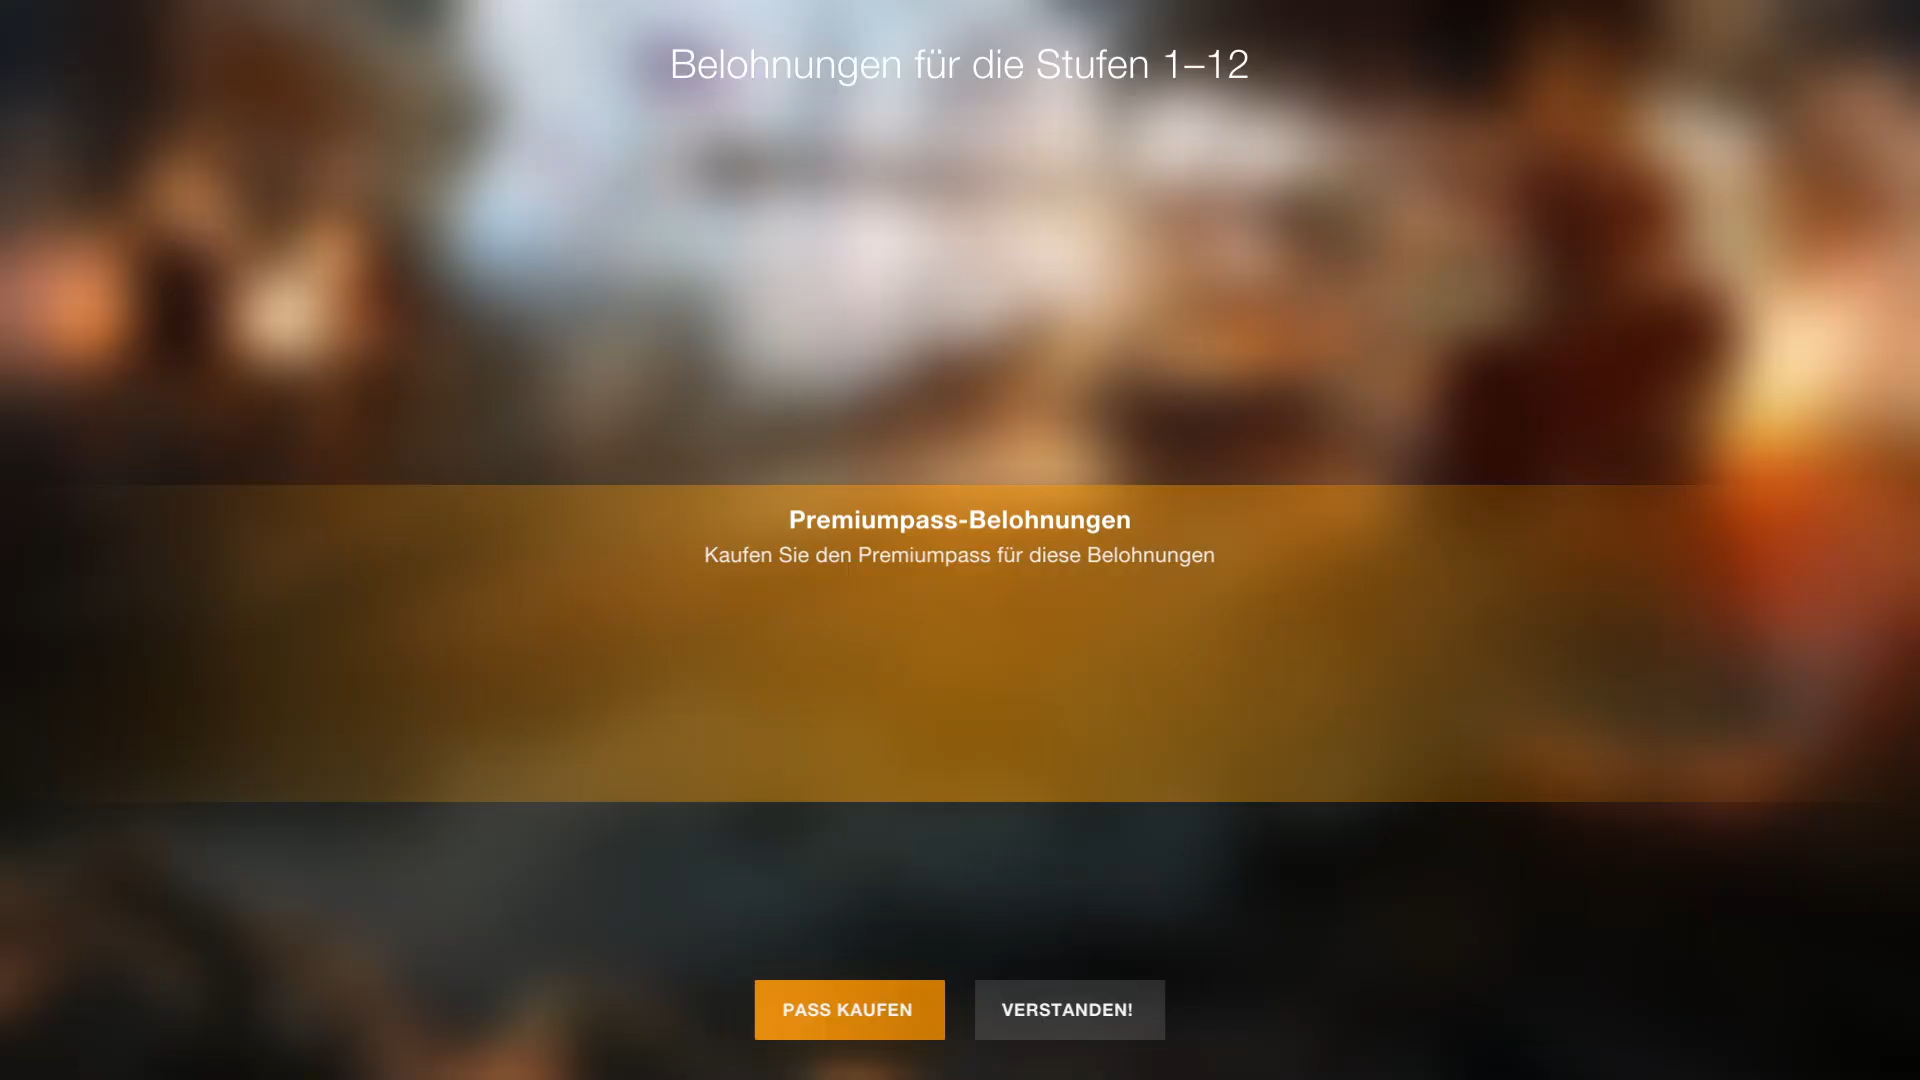 Belohnungen für die Stufen 1–12
Premiumpass-Belohnungen
Kaufen Sie den Premiumpass für diese Belohnungen
PASS KAUFEN
VERSTANDEN!